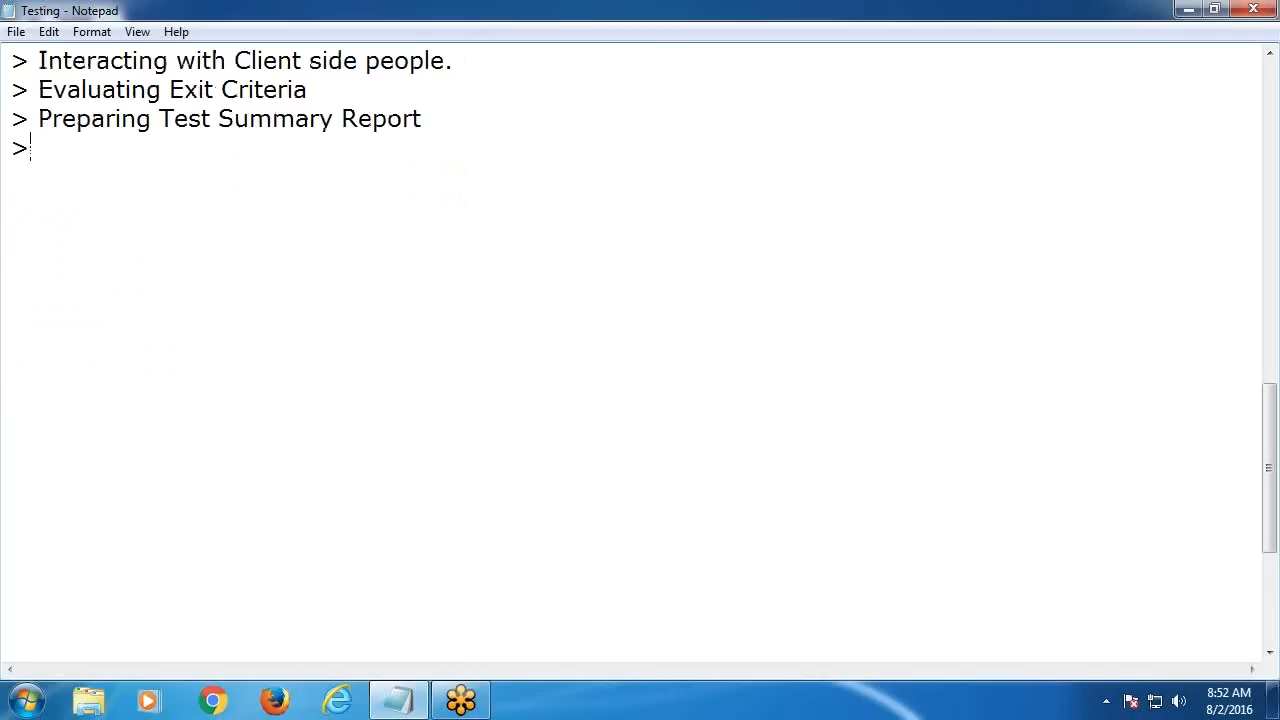 Testing - Notepad
File Edit Format View Help
> Interacting with Client side people.
> Evaluating Exit Criteria
> Preparing Test Summary Report
>
8:52 AM
8/2/2016